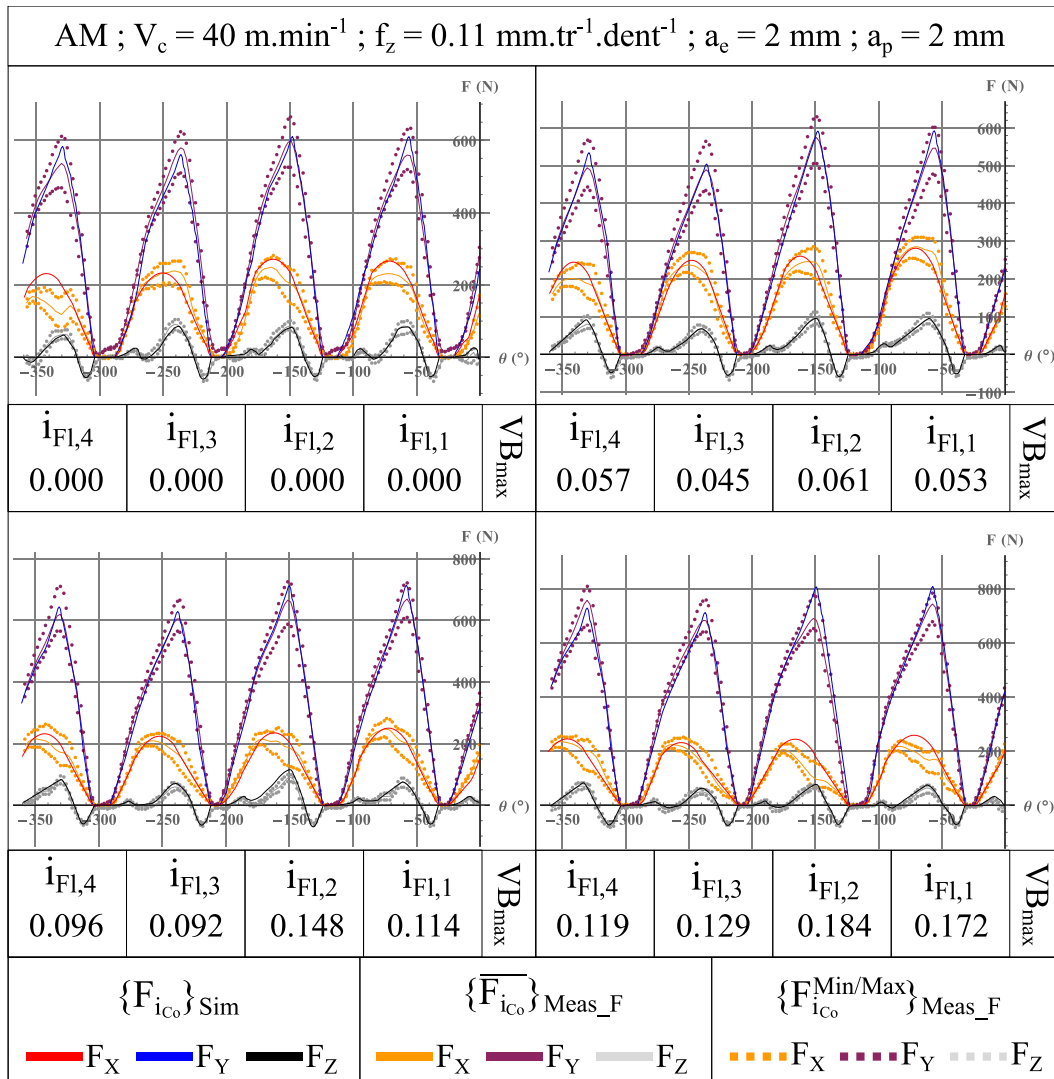 AM ; V_c = 40 m.min⁻¹ ; f_z = 0.11 mm.tr⁻¹.dent⁻¹ ; a_e = 2 mm ; a_p = 2 mm
F (N)
600
400
200
θ (°)
−350 −300 −250 −200 −150 −100 −50
F (N)
600
500
400
300
200
100
θ (°)
−350 −300 −250 −200 −150 −100 −50
−100
i_Fl,4 i_Fl,3 i_Fl,2 i_Fl,1 VB_max
0.000 0.000 0.000 0.000
i_Fl,4 i_Fl,3 i_Fl,2 i_Fl,1 VB_max
0.057 0.045 0.061 0.053
F (N)
800
600
400
200
θ (°)
−350 −300 −250 −200 −150 −100 −50
F (N)
800
600
400
200
θ (°)
−350 −300 −250 −200 −150 −100 −50
i_Fl,4 i_Fl,3 i_Fl,2 i_Fl,1 VB_max
0.096 0.092 0.148 0.114
i_Fl,4 i_Fl,3 i_Fl,2 i_Fl,1 VB_max
0.119 0.129 0.184 0.172
{F_i_Co}_Sim
F_X F_Y F_Z
{F̅_i_Co}_Meas_F
F_X F_Y F_Z
{F_i_Co^Min/Max}_Meas_F
F_X F_Y F_Z